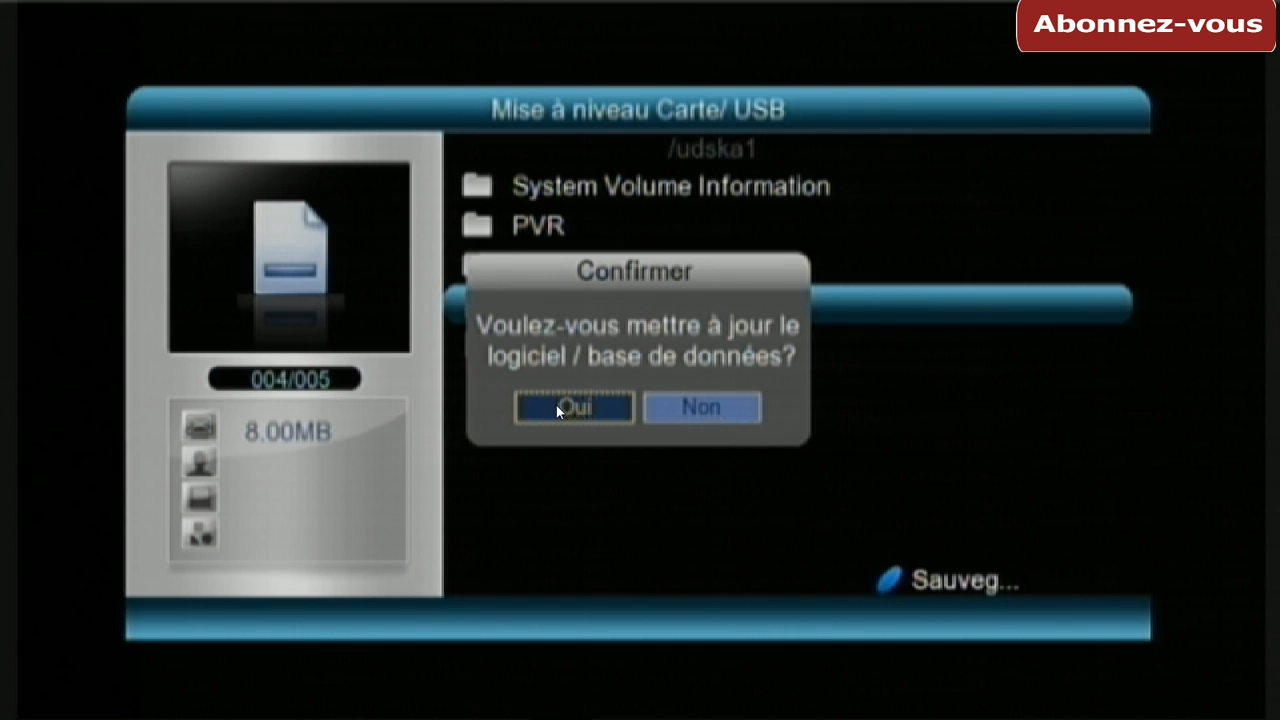 Abonnez-vous
Mise à niveau Carte/ USB
/udska1
System Volume Information
PVR
Confirmer
Voulez-vous mettre à jour le
logiciel / base de données?
Oui
Non
004/005
8.00MB
Sauveg...